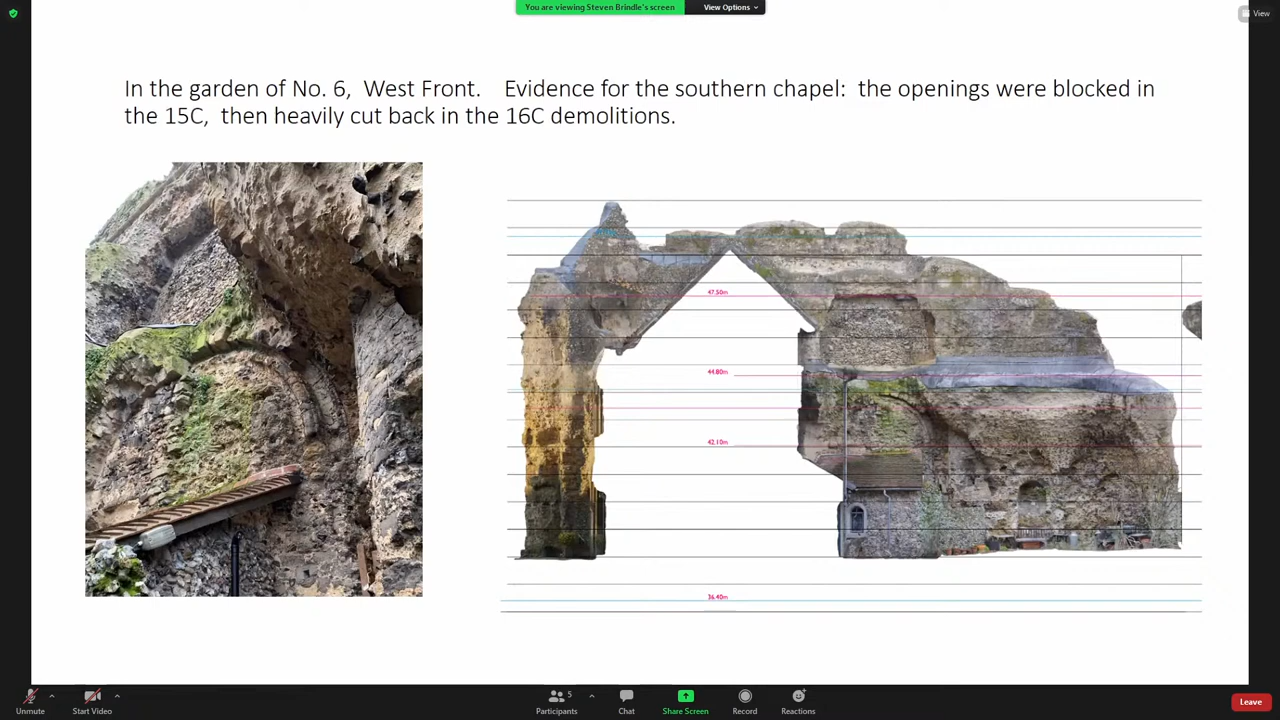 You are viewing Steven Brindle's screen
View Options
View
In the garden of No. 6, West Front. Evidence for the southern chapel: the openings were blocked in
the 15C, then heavily cut back in the 16C demolitions.
47.50m
44.80m
42.10m
36.40m
Unmute
Start Video
Participants
5
Chat
Share Screen
Record
Reactions
Leave